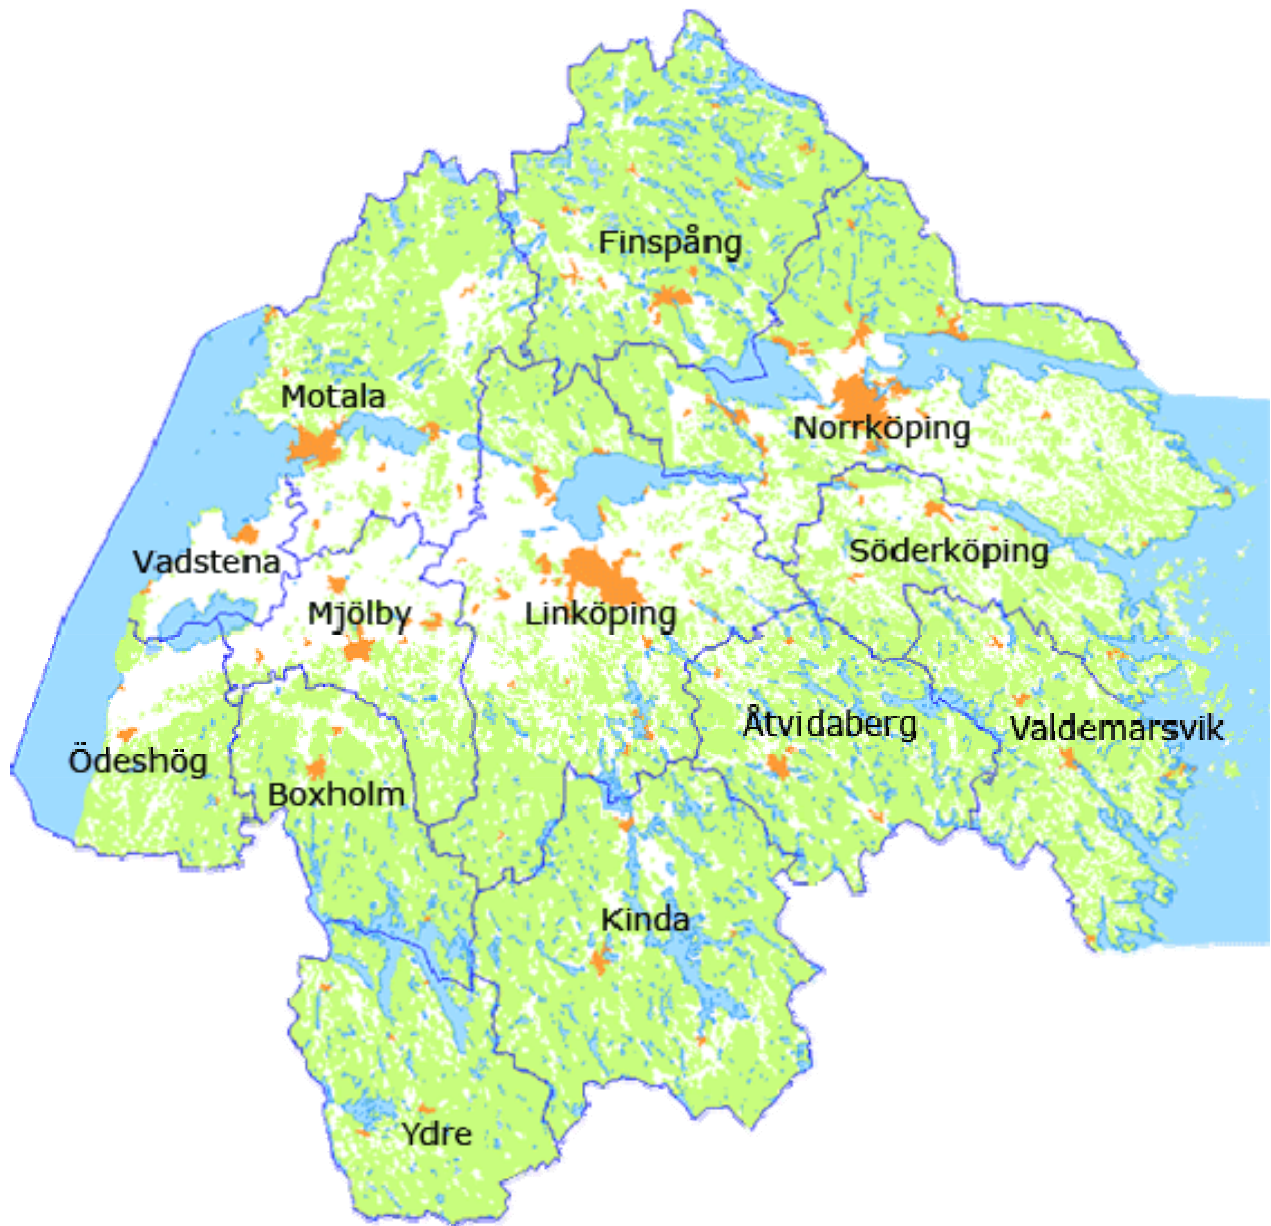 Finspång
Motala
Norrköping
Söderköping
Vadstena
Mjölby
Linköping
Åtvidaberg
Valdemarsvik
Ödeshög
Boxholm
Kinda
Ydre